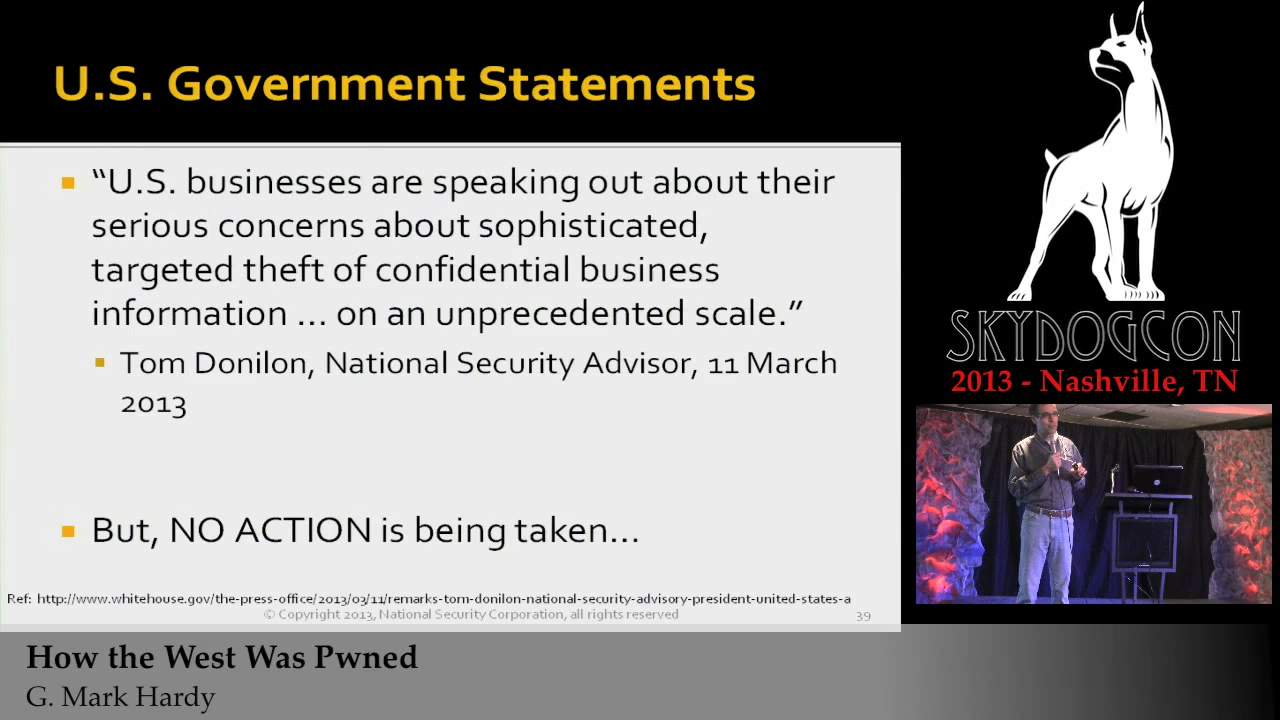 U.S. Government Statements
“U.S. businesses are speaking out about their
serious concerns about sophisticated,
targeted theft of confidential business
information ... on an unprecedented scale.”
Tom Donilon, National Security Advisor, 11 March
2013
But, NO ACTION is being taken...
Ref: http://www.whitehouse.gov/the-press-office/2013/03/11/remarks-tom-donilon-national-security-advisory-president-united-states-a
© Copyright 2013, National Security Corporation, all rights reserved
39
SKYDOGCON
2013 - Nashville, TN
How the West Was Pwned
G. Mark Hardy